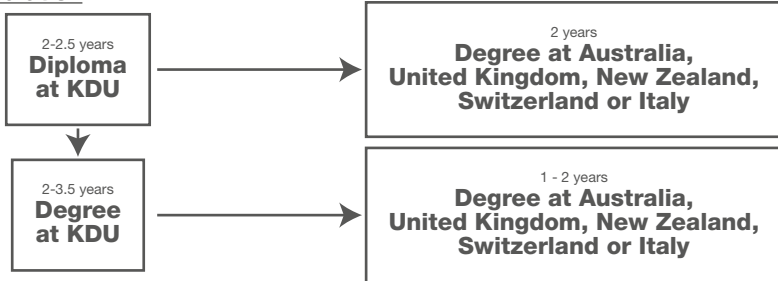 2-2.5 years
Diploma
at KDU
2 years
Degree at Australia,
United Kingdom, New Zealand,
Switzerland or Italy
2-3.5 years
Degree
at KDU
1 - 2 years
Degree at Australia,
United Kingdom, New Zealand,
Switzerland or Italy